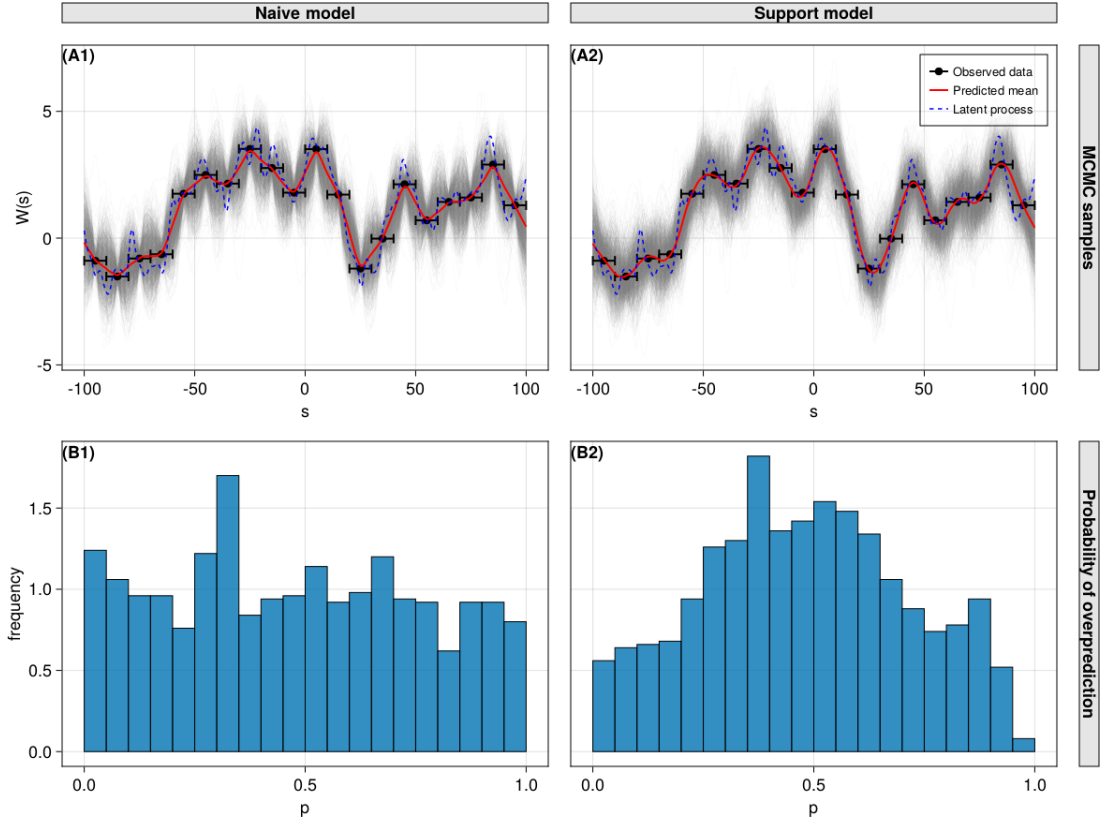 Naive model
Support model
(A1)
(A2)
Observed data
Predicted mean
Latent process
5
0
-5
W(s)
-100
-50
0
50
100
-100
-50
0
50
100
s
s
MCMC samples
(B1)
(B2)
1.5
1.0
0.5
0.0
frequency
0.0
0.5
1.0
0.0
0.5
1.0
p
p
Probability of overprediction